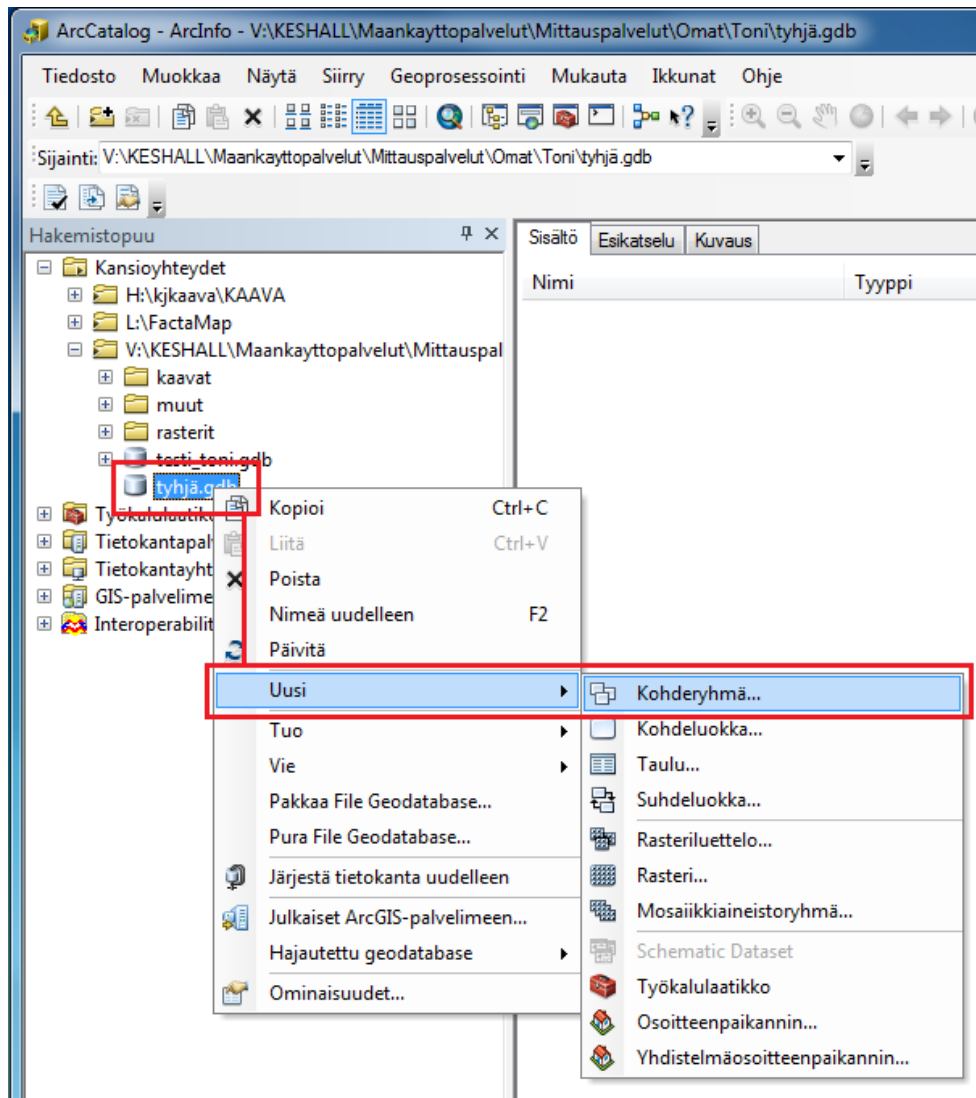 ArcCatalog - ArcInfo - V:\KESHALL\Maankayttopalvelut\Mittauspalvelut\Omat\Toni\tyhjä.gdb
Tiedosto Muokkaa Näytä Siirry Geoprosessointi Mukauta Ikkunat Ohje
Sijainti: V:\KESHALL\Maankayttopalvelut\Mittauspalvelut\Omat\Toni\tyhjä.gdb
Hakemistopuu
Sisältö Esikatselu Kuvaus
Nimi Tyyppi
Kansioyhteydet
H:\kjkaava\KAAVA
L:\FactaMap
V:\KESHALL\Maankayttopalvelut\Mittauspal
kaavat
muut
rasterit
testi_toni.gdb
tyhjä.gdb
Työkalulaatiko
Tietokantapal
Tietokantayht
GIS-palvelime
Interoperabilit
Kopioi Ctrl+C
Liitä Ctrl+V
Poista
Nimeä uudelleen F2
Päivitä
Uusi
Tuo
Vie
Pakkaa File Geodatabase...
Pura File Geodatabase...
Järjestä tietokanta uudelleen
Julkaiset ArcGIS-palvelimeen...
Hajautettu geodatabase
Ominaisuudet...
Kohderyhmä...
Kohdeluokka...
Taulu...
Suhdeluokka...
Rasteriluettelo...
Rasteri...
Mosaiikkiaineistoryhmä...
Schematic Dataset
Työkalulaatikko
Osoitteenpaikannin...
Yhdistelmäosoitteenpaikannin...